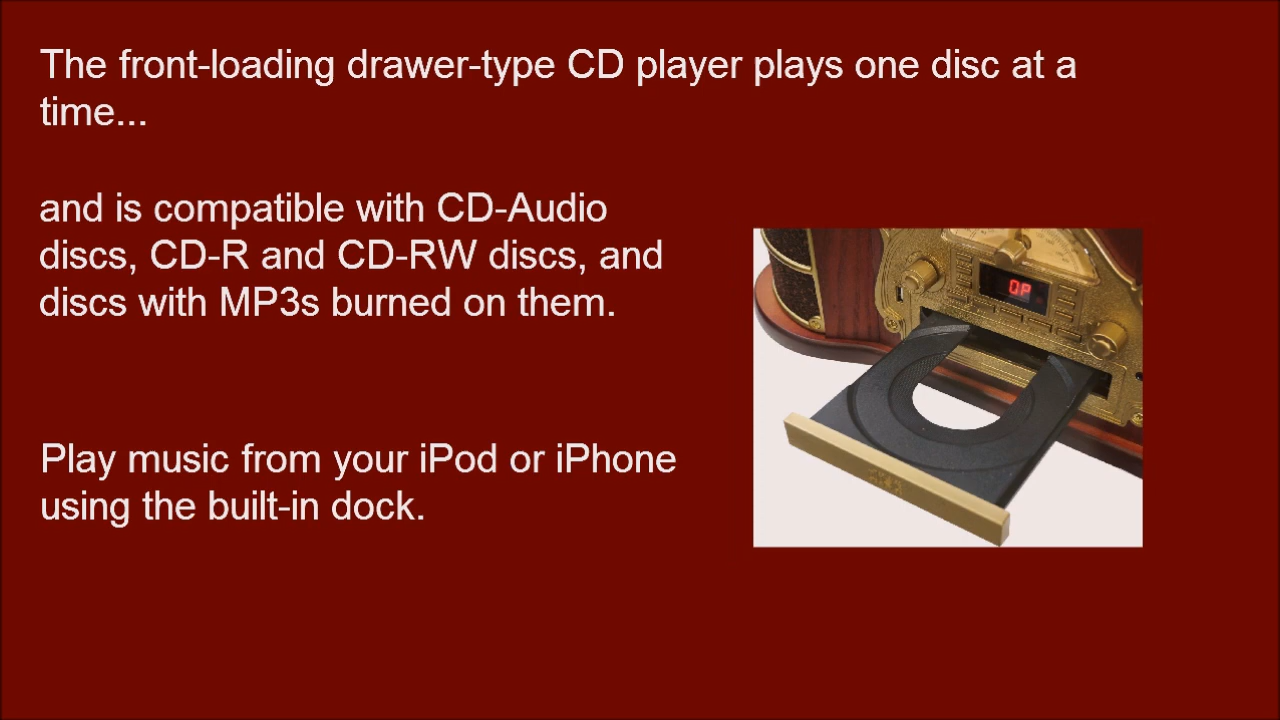 The front-loading drawer-type CD player plays one disc at a
time...
and is compatible with CD-Audio
discs, CD-R and CD-RW discs, and
discs with MP3s burned on them.
OP
Play music from your iPod or iPhone
using the built-in dock.